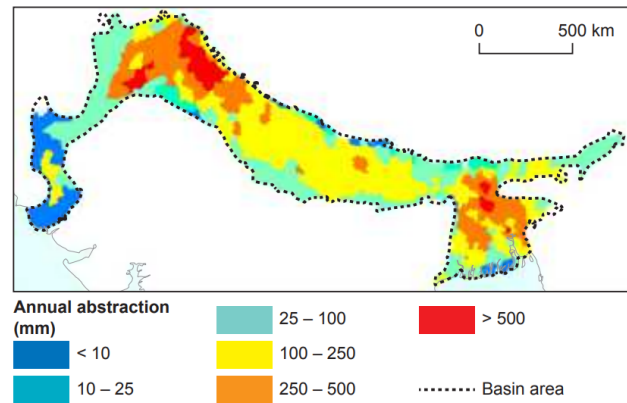 0 500 km
Annual abstraction
(mm)
< 10
10 – 25
25 – 100
100 – 250
250 – 500
> 500
Basin area